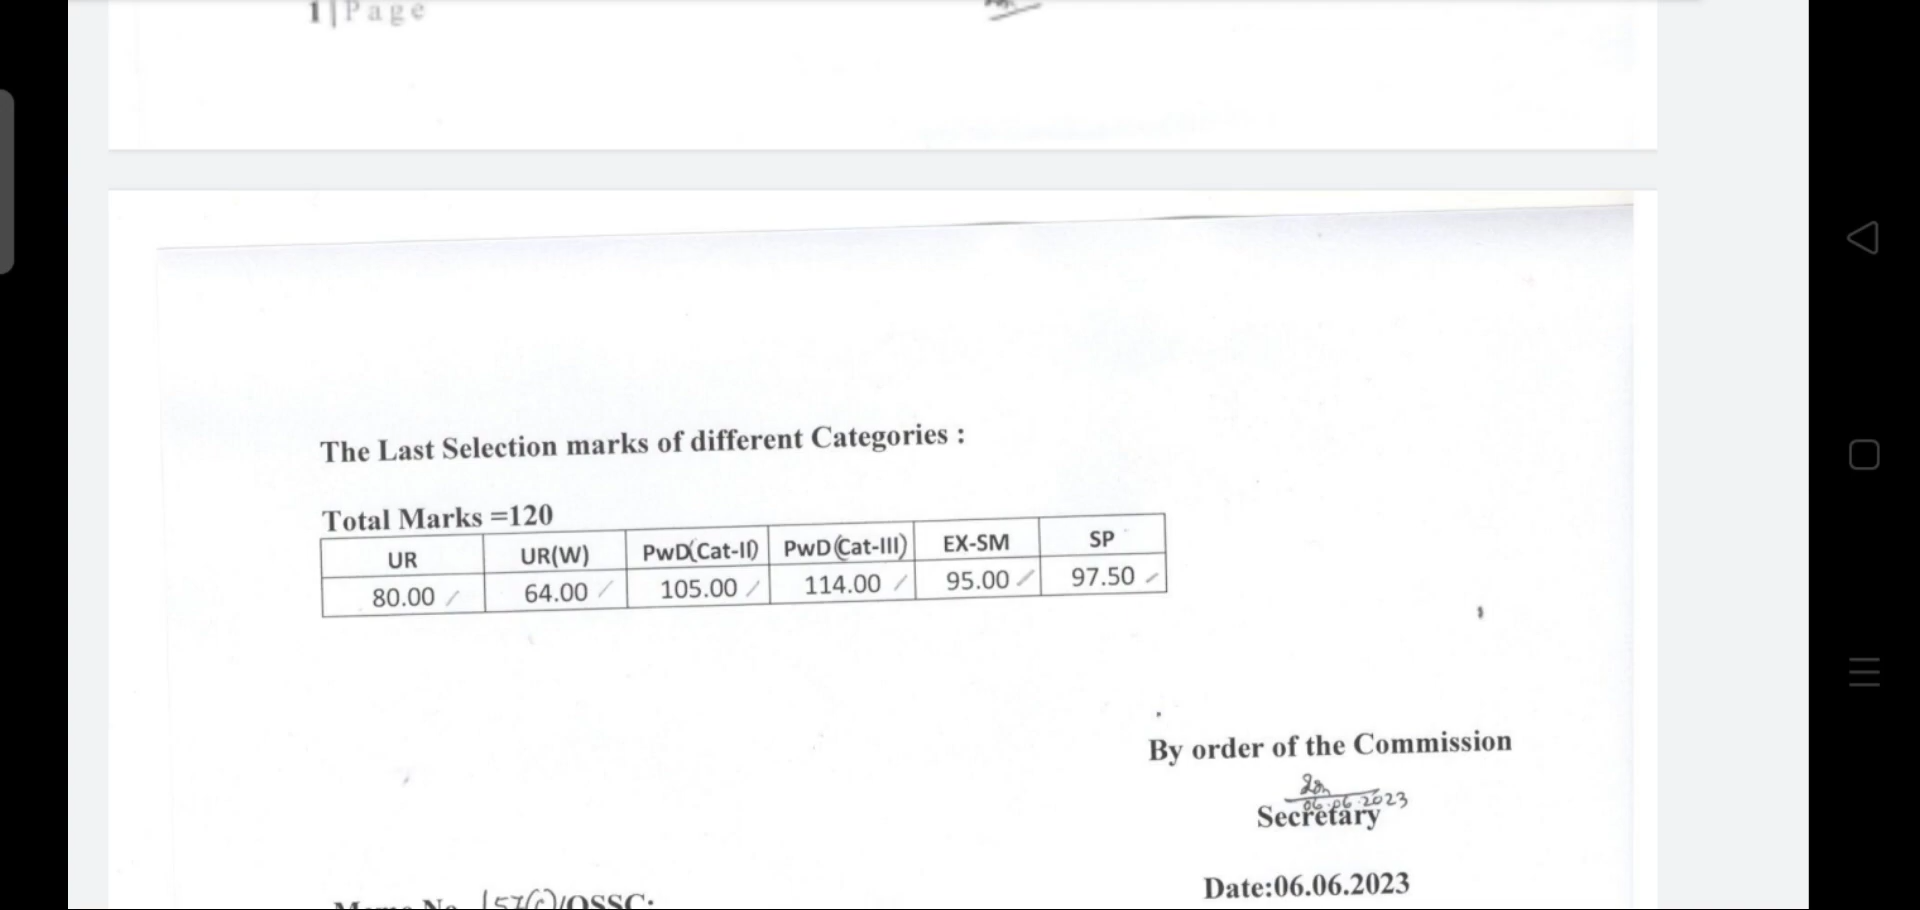 1|Page
The Last Selection marks of different Categories :
Total Marks =120
UR UR(W) PwD(Cat-II) PwD(Cat-III) EX-SM SP
80.00 64.00 105.00 114.00 95.00 97.50
By order of the Commission
06.06.2023
Secretary
Date:06.06.2023
Memo No. /OSSC.